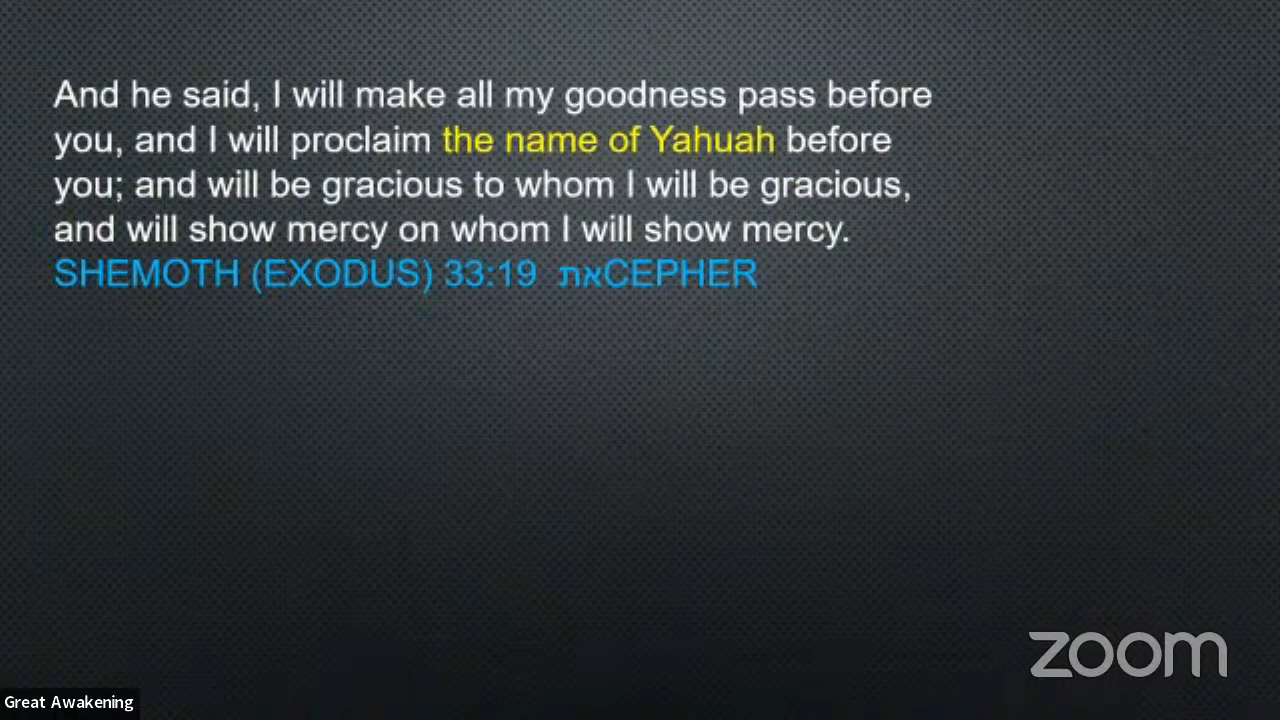 And he said, I will make all my goodness pass before
you, and I will proclaim the name of Yahuah before
you; and will be gracious to whom I will be gracious,
and will show mercy on whom I will show mercy.
SHEMOTH (EXODUS) 33:19 את CEPHER
zoom
Great Awakening